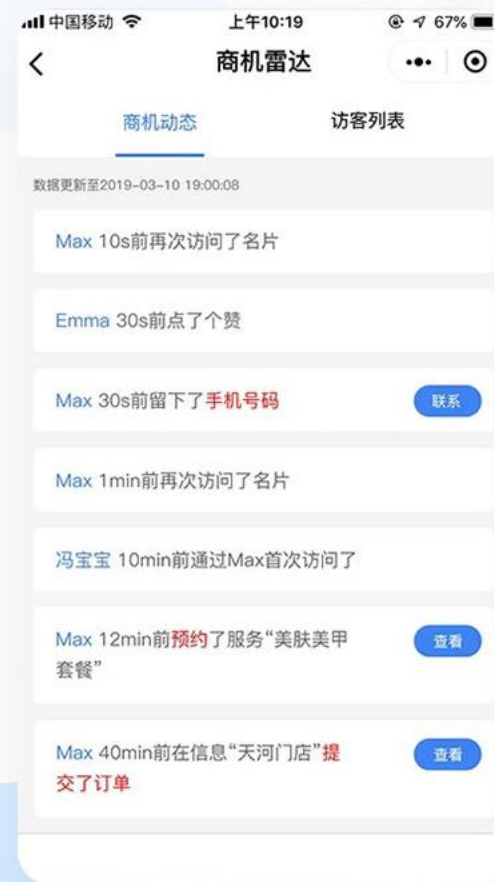 中国移动 上午10:19 67%
商机雷达
商机动态 访客列表
数据更新至2019-03-10 19:00:08
Max 10s前再次访问了名片
Emma 30s前点了个赞
Max 30s前留下了手机号码 联系
Max 1min前再次访问了名片
冯宝宝 10min前通过Max首次访问了
Max 12min前预约了服务“美肤美甲 查看
套餐”
Max 40min前在信息“天河门店”提 查看
交了订单